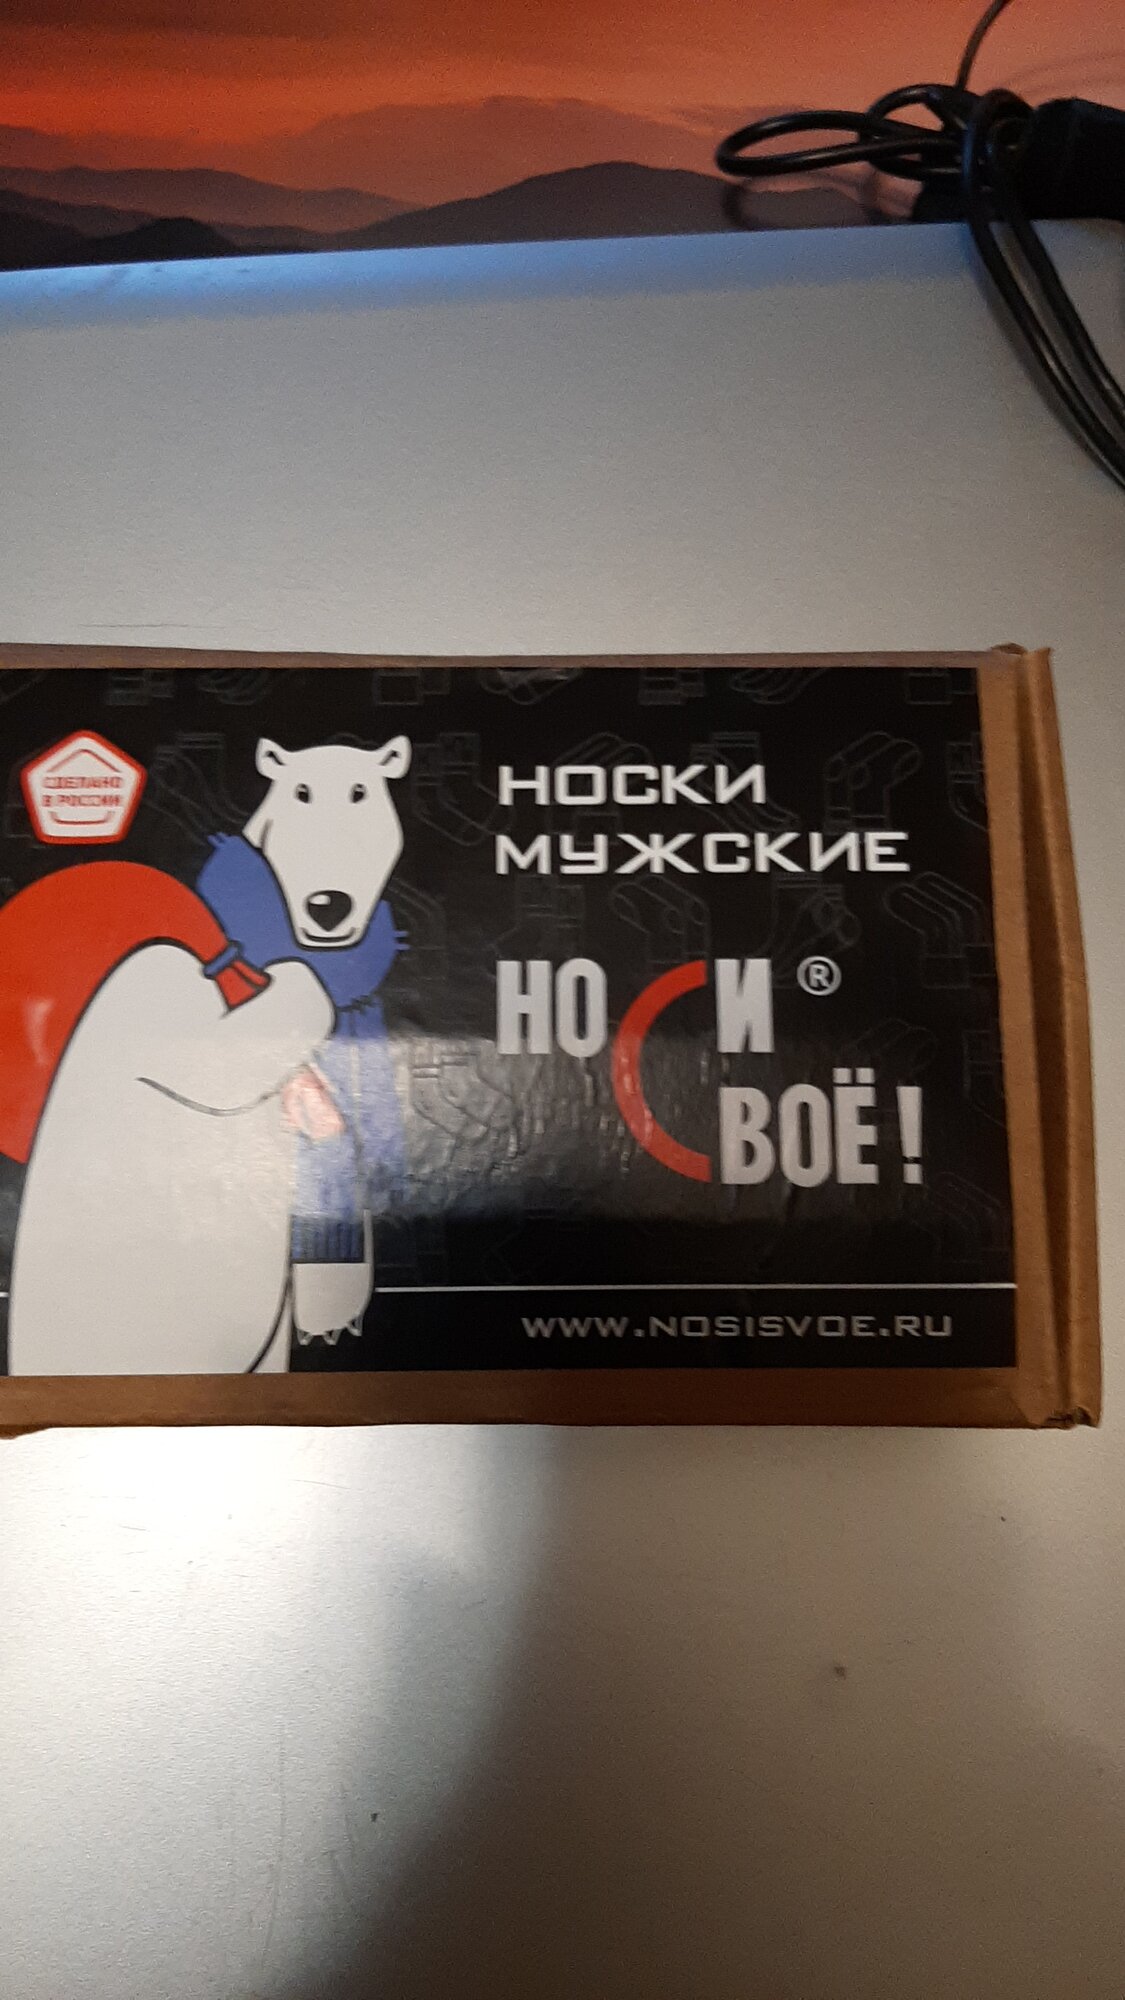 СДЕЛАНО
В РОССИИ
НОСКИ
МУЖСКИЕ
НОСИ ®
СВОЁ!
WWW.NOSISVOE.RU